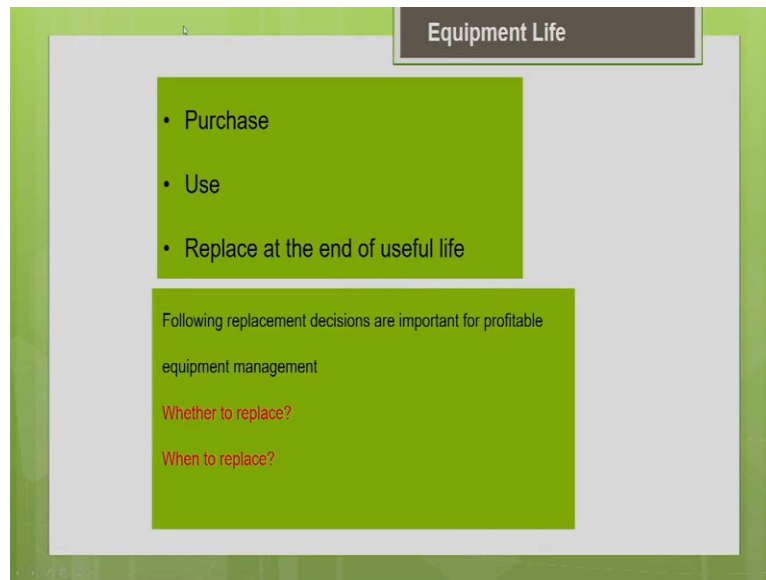 Equipment Life
• Purchase
• Use
• Replace at the end of useful life
Following replacement decisions are important for profitable
equipment management
Whether to replace?
When to replace?